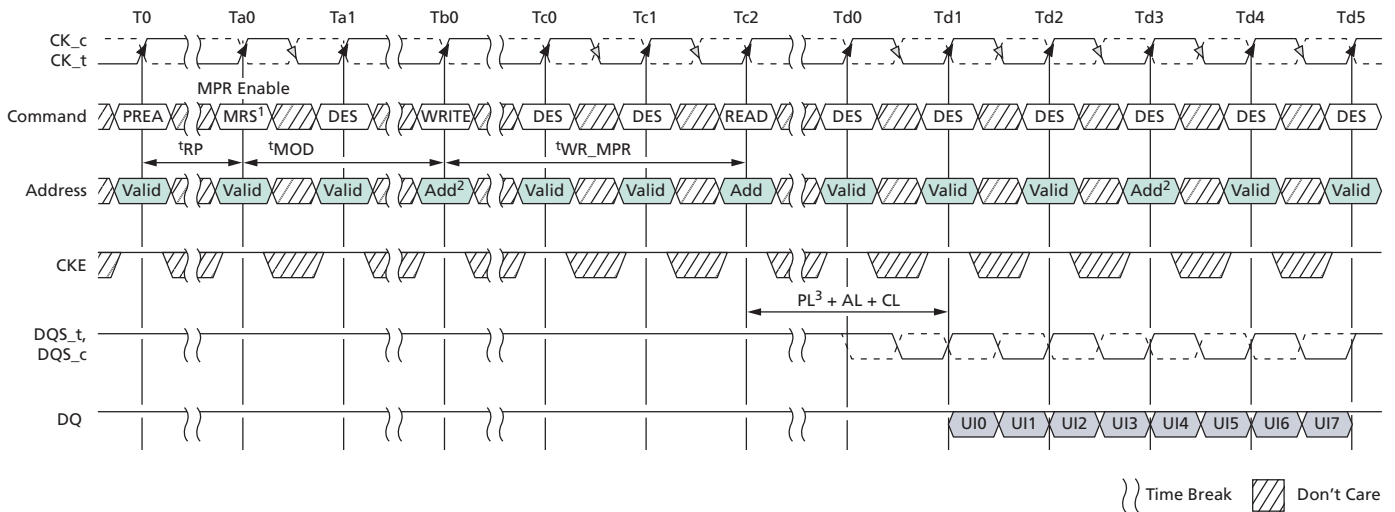 T0 Ta0 Ta1 Tb0 Tc0 Tc1 Tc2 Td0 Td1 Td2 Td3 Td4 Td5
CK_c
CK_t
MPR Enable
Command PREA MRS¹ DES WRITE DES DES READ DES DES DES DES DES DES
tRP tMOD tWR_MPR
Address Valid Valid Valid Add² Valid Valid Add Valid Valid Valid Add² Valid Valid
CKE
PL³ + AL + CL
DQS_t,
DQS_c
DQ UI0 UI1 UI2 UI3 UI4 UI5 UI6 UI7
Time Break Don't Care